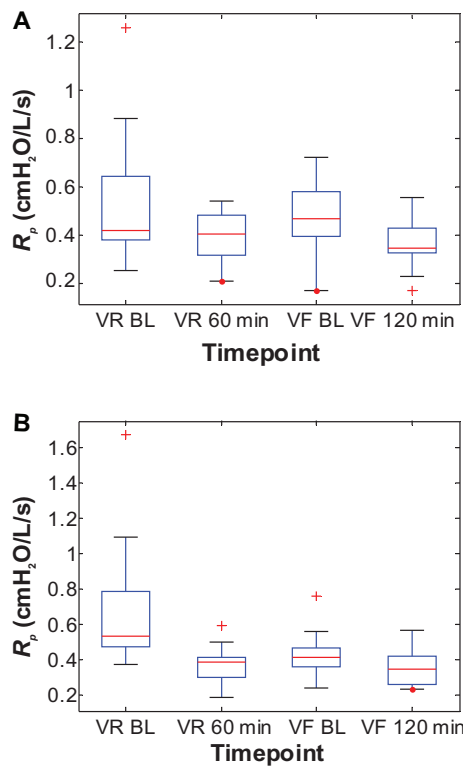 A
1.2
1
0.8
0.6
0.4
0.2
Rₚ (cmH₂O/L/s)
VR BL VR 60 min VF BL VF 120 min
Timepoint
B
1.6
1.4
1.2
1
0.8
0.6
0.4
0.2
Rₚ (cmH₂O/L/s)
VR BL VR 60 min VF BL VF 120 min
Timepoint